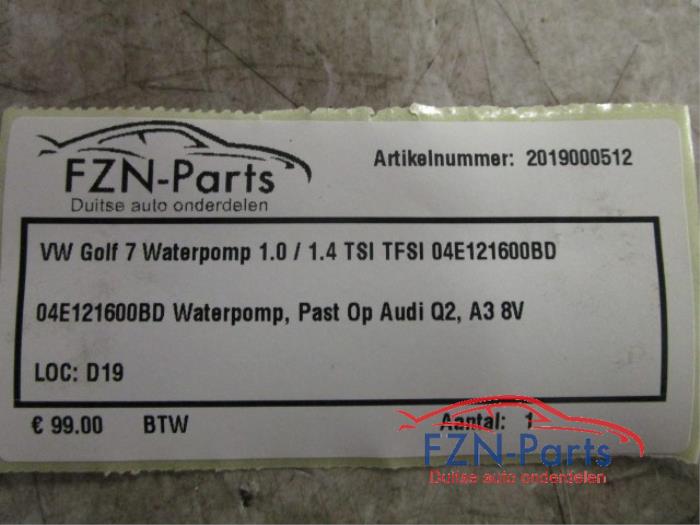 FZN-Parts
Duitse auto onderdelen
Artikelnummer: 2019000512
VW Golf 7 Waterpomp 1.0 / 1.4 TSI TFSI 04E121600BD
04E121600BD Waterpomp, Past Op Audi Q2, A3 8V
LOC: D19
€ 99.00 BTW Aantal: 1
FZN-Parts
Duitse auto onderdelen